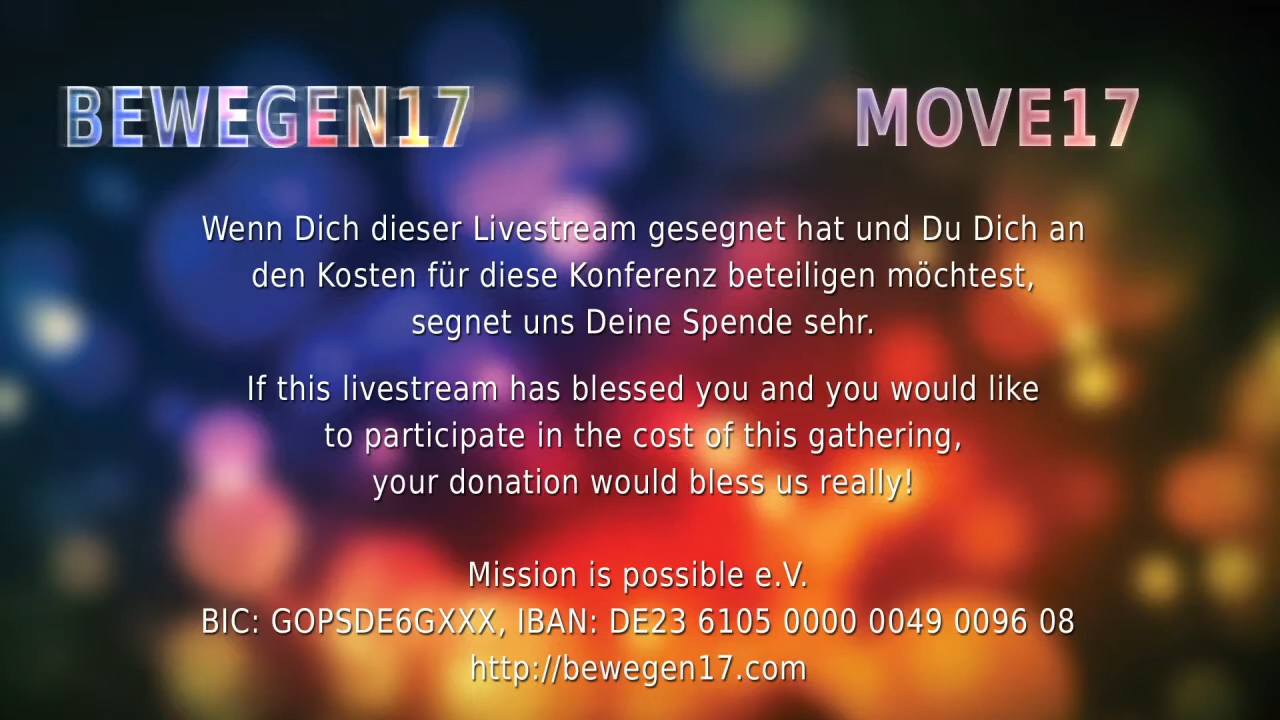 BEWEGEN17
MOVE17
Wenn Dich dieser Livestream gesegnet hat und Du Dich an
den Kosten für diese Konferenz beteiligen möchtest,
segnet uns Deine Spende sehr.
If this livestream has blessed you and you would like
to participate in the cost of this gathering,
your donation would bless us really!
Mission is possible e.V.
BIC: GOPSDE6GXXX, IBAN: DE23 6105 0000 0049 0096 08
http://bewegen17.com